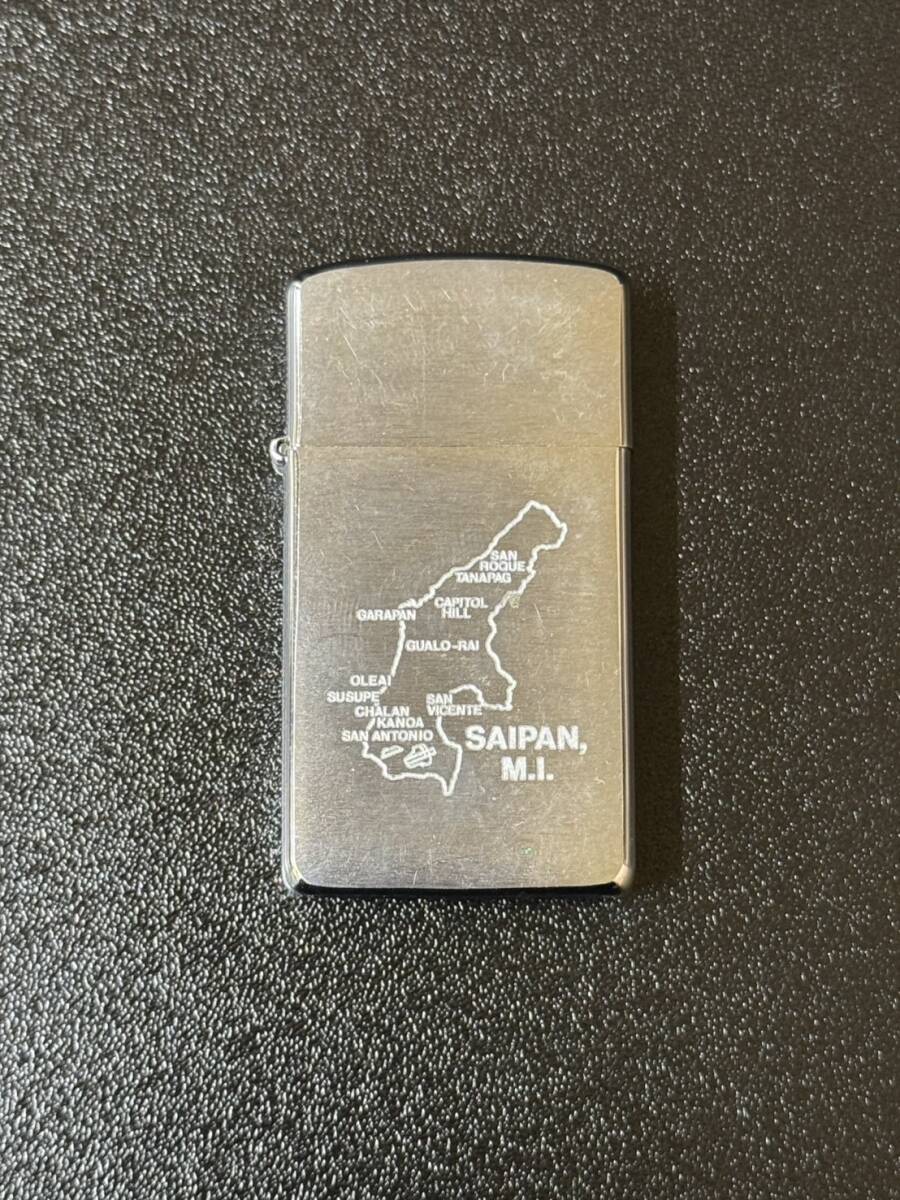 SAN
ROQUE
TANAPAG
CAPITOL
HILL
GARAPAN
GUALO-RAI
OLEAI
SUSUPE
CHALAN
KANOA
SAN
VICENTE
SAN ANTONIO
SAIPAN,
M.I.